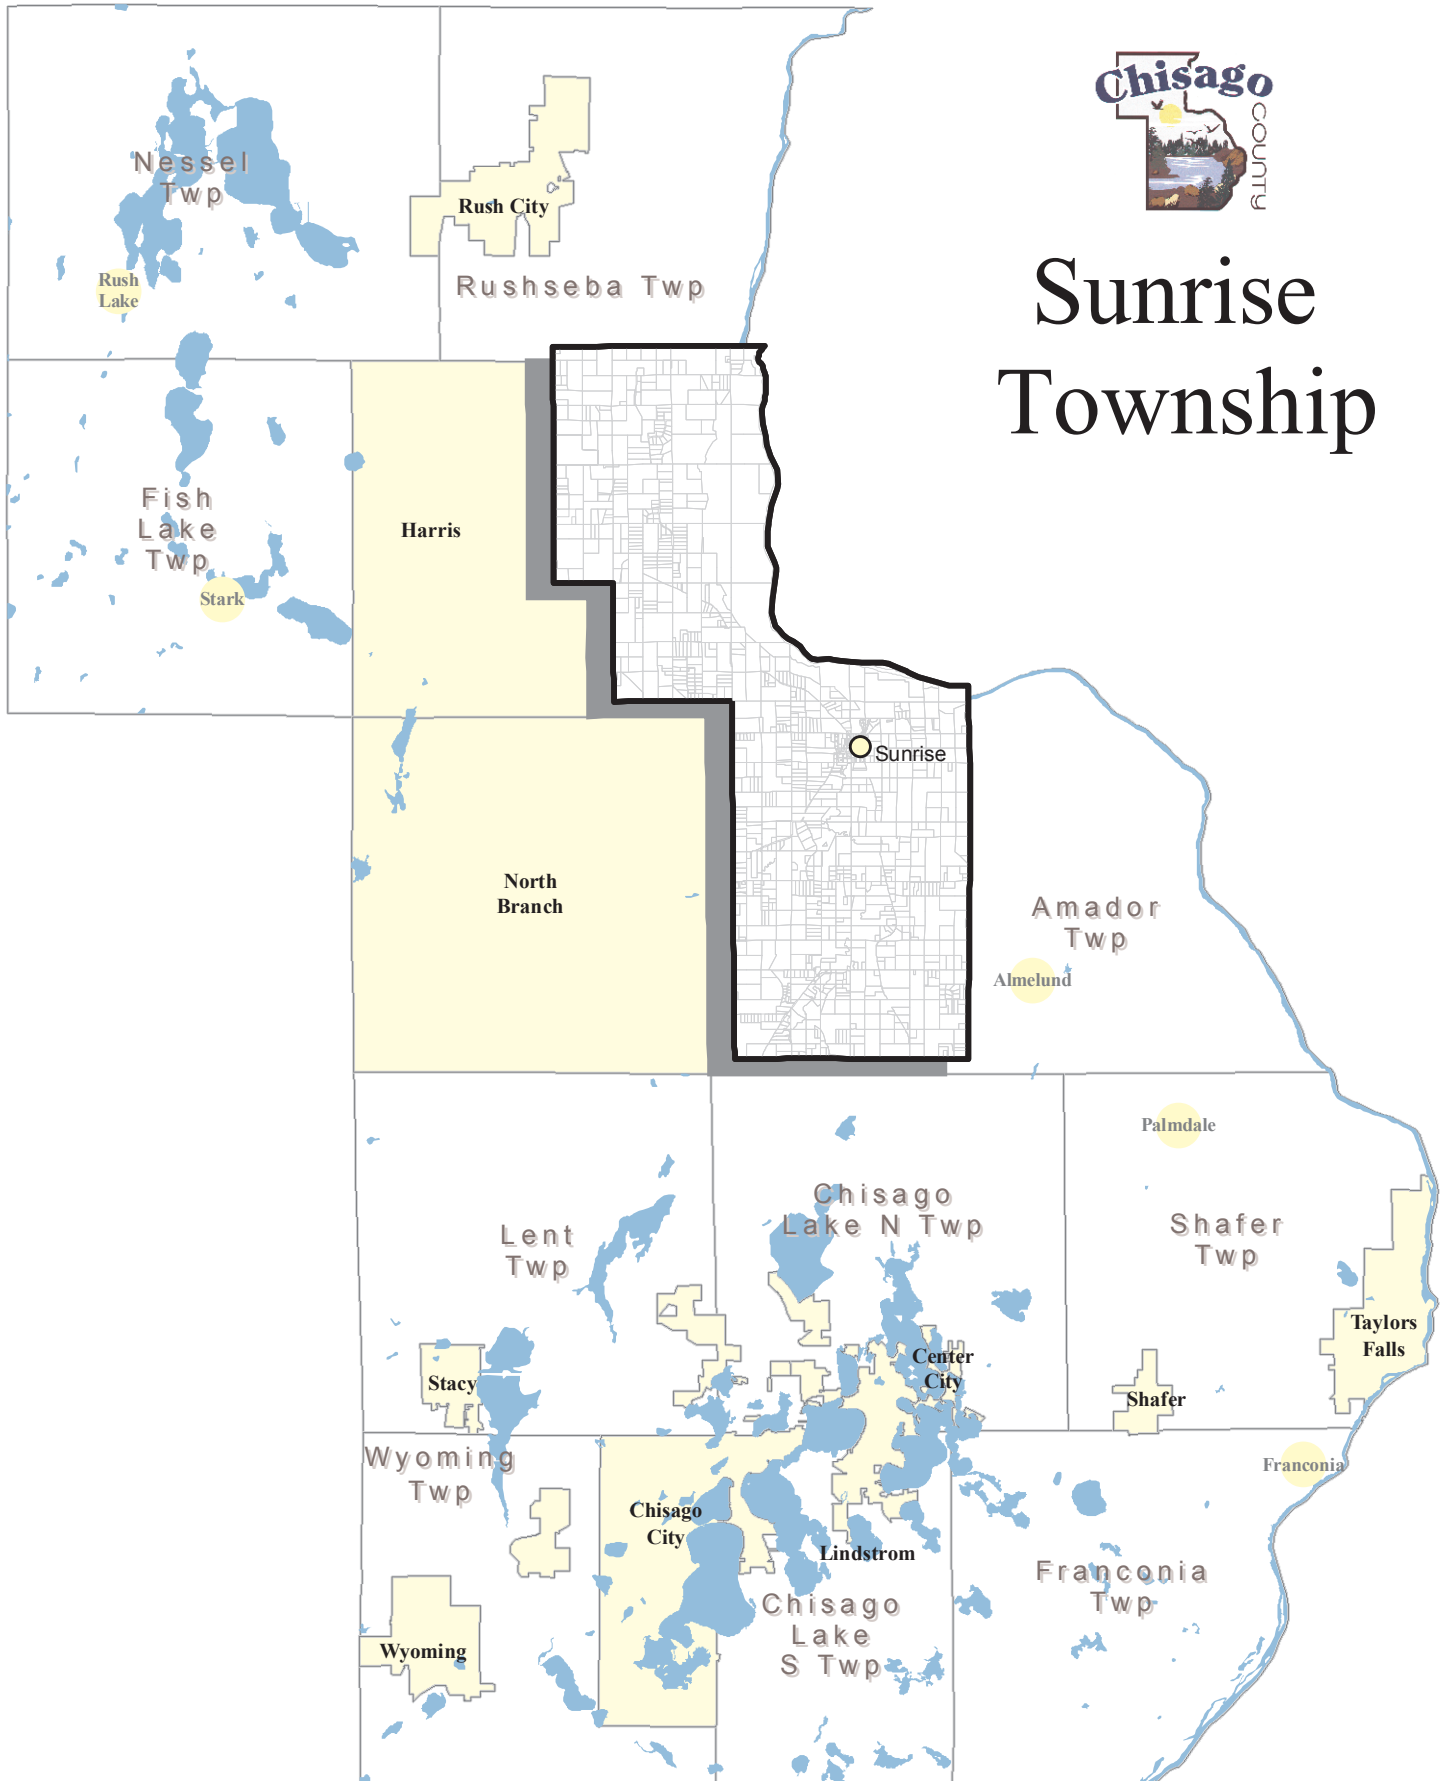 Chisago
COUNTY
Sunrise
Township
Nessel
Twp
Rush City
Rush
Lake
Rushseba Twp
Fish
Lake
Twp
Harris
Stark
Sunrise
North
Branch
Amador
Twp
Almelund
Palmdale
Chisago
Lake N Twp
Lent
Twp
Shafer
Twp
Taylors
Falls
Center
City
Stacy
Shafer
Wyoming
Twp
Franconia
Chisago
City
Lindstrom
Franconia
Twp
Chisago
Lake
S Twp
Wyoming